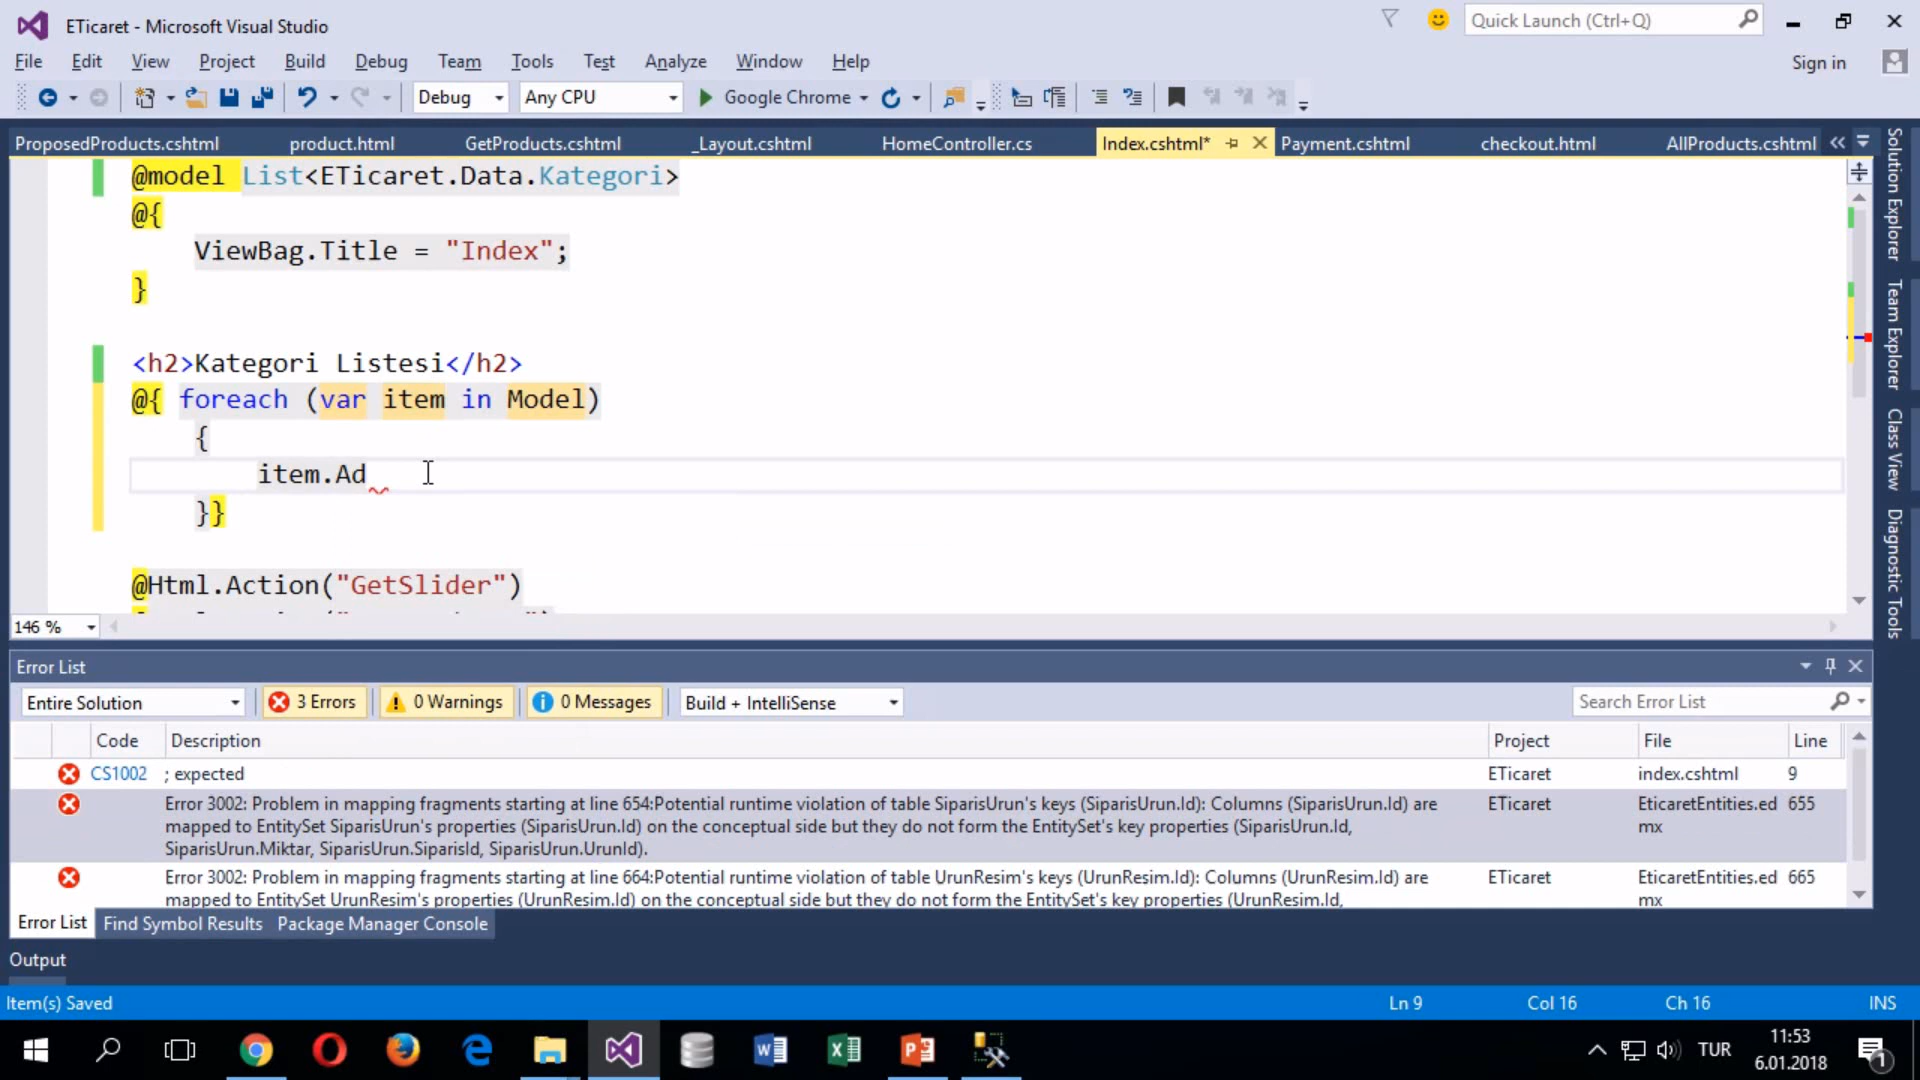 ETicaret - Microsoft Visual Studio
Quick Launch (Ctrl+Q)
File Edit View Project Build Debug Team Tools Test Analyze Window Help
Sign in
Debug Any CPU Google Chrome
ProposedProducts.cshtml product.html GetProducts.cshtml _Layout.cshtml HomeController.cs Index.cshtml* Payment.cshtml checkout.html AllProducts.cshtml
@model List<ETicaret.Data.Kategori>
@{
ViewBag.Title = "Index";
}
<h2>Kategori Listesi</h2>
@{ foreach (var item in Model)
{
item.Ad
}}
@Html.Action("GetSlider")
146 %
Solution Explorer
Team Explorer
Class View
Diagnostic Tools
Error List
Entire Solution 3 Errors 0 Warnings 0 Messages Build + IntelliSense Search Error List
Code Description Project File Line
CS1002 ; expected ETicaret index.cshtml 9
Error 3002: Problem in mapping fragments starting at line 654:Potential runtime violation of table SiparisUrun's keys (SiparisUrun.Id): Columns (SiparisUrun.Id) are ETicaret EticaretEntities.ed 655
mapped to EntitySet SiparisUrun's properties (SiparisUrun.Id) on the conceptual side but they do not form the EntitySet's key properties (SiparisUrun.Id, mx
SiparisUrun.Miktar, SiparisUrun.SiparisId, SiparisUrun.UrunId).
Error 3002: Problem in mapping fragments starting at line 664:Potential runtime violation of table UrunResim's keys (UrunResim.Id): Columns (UrunResim.Id) are ETicaret EticaretEntities.ed 665
mapped to EntitySet UrunResim's properties (UrunResim.Id) on the conceptual side but they do not form the EntitySet's key properties (UrunResim.Id, mx
Error List Find Symbol Results Package Manager Console
Output
Item(s) Saved Ln 9 Col 16 Ch 16 INS
TUR 11:53
6.01.2018
1